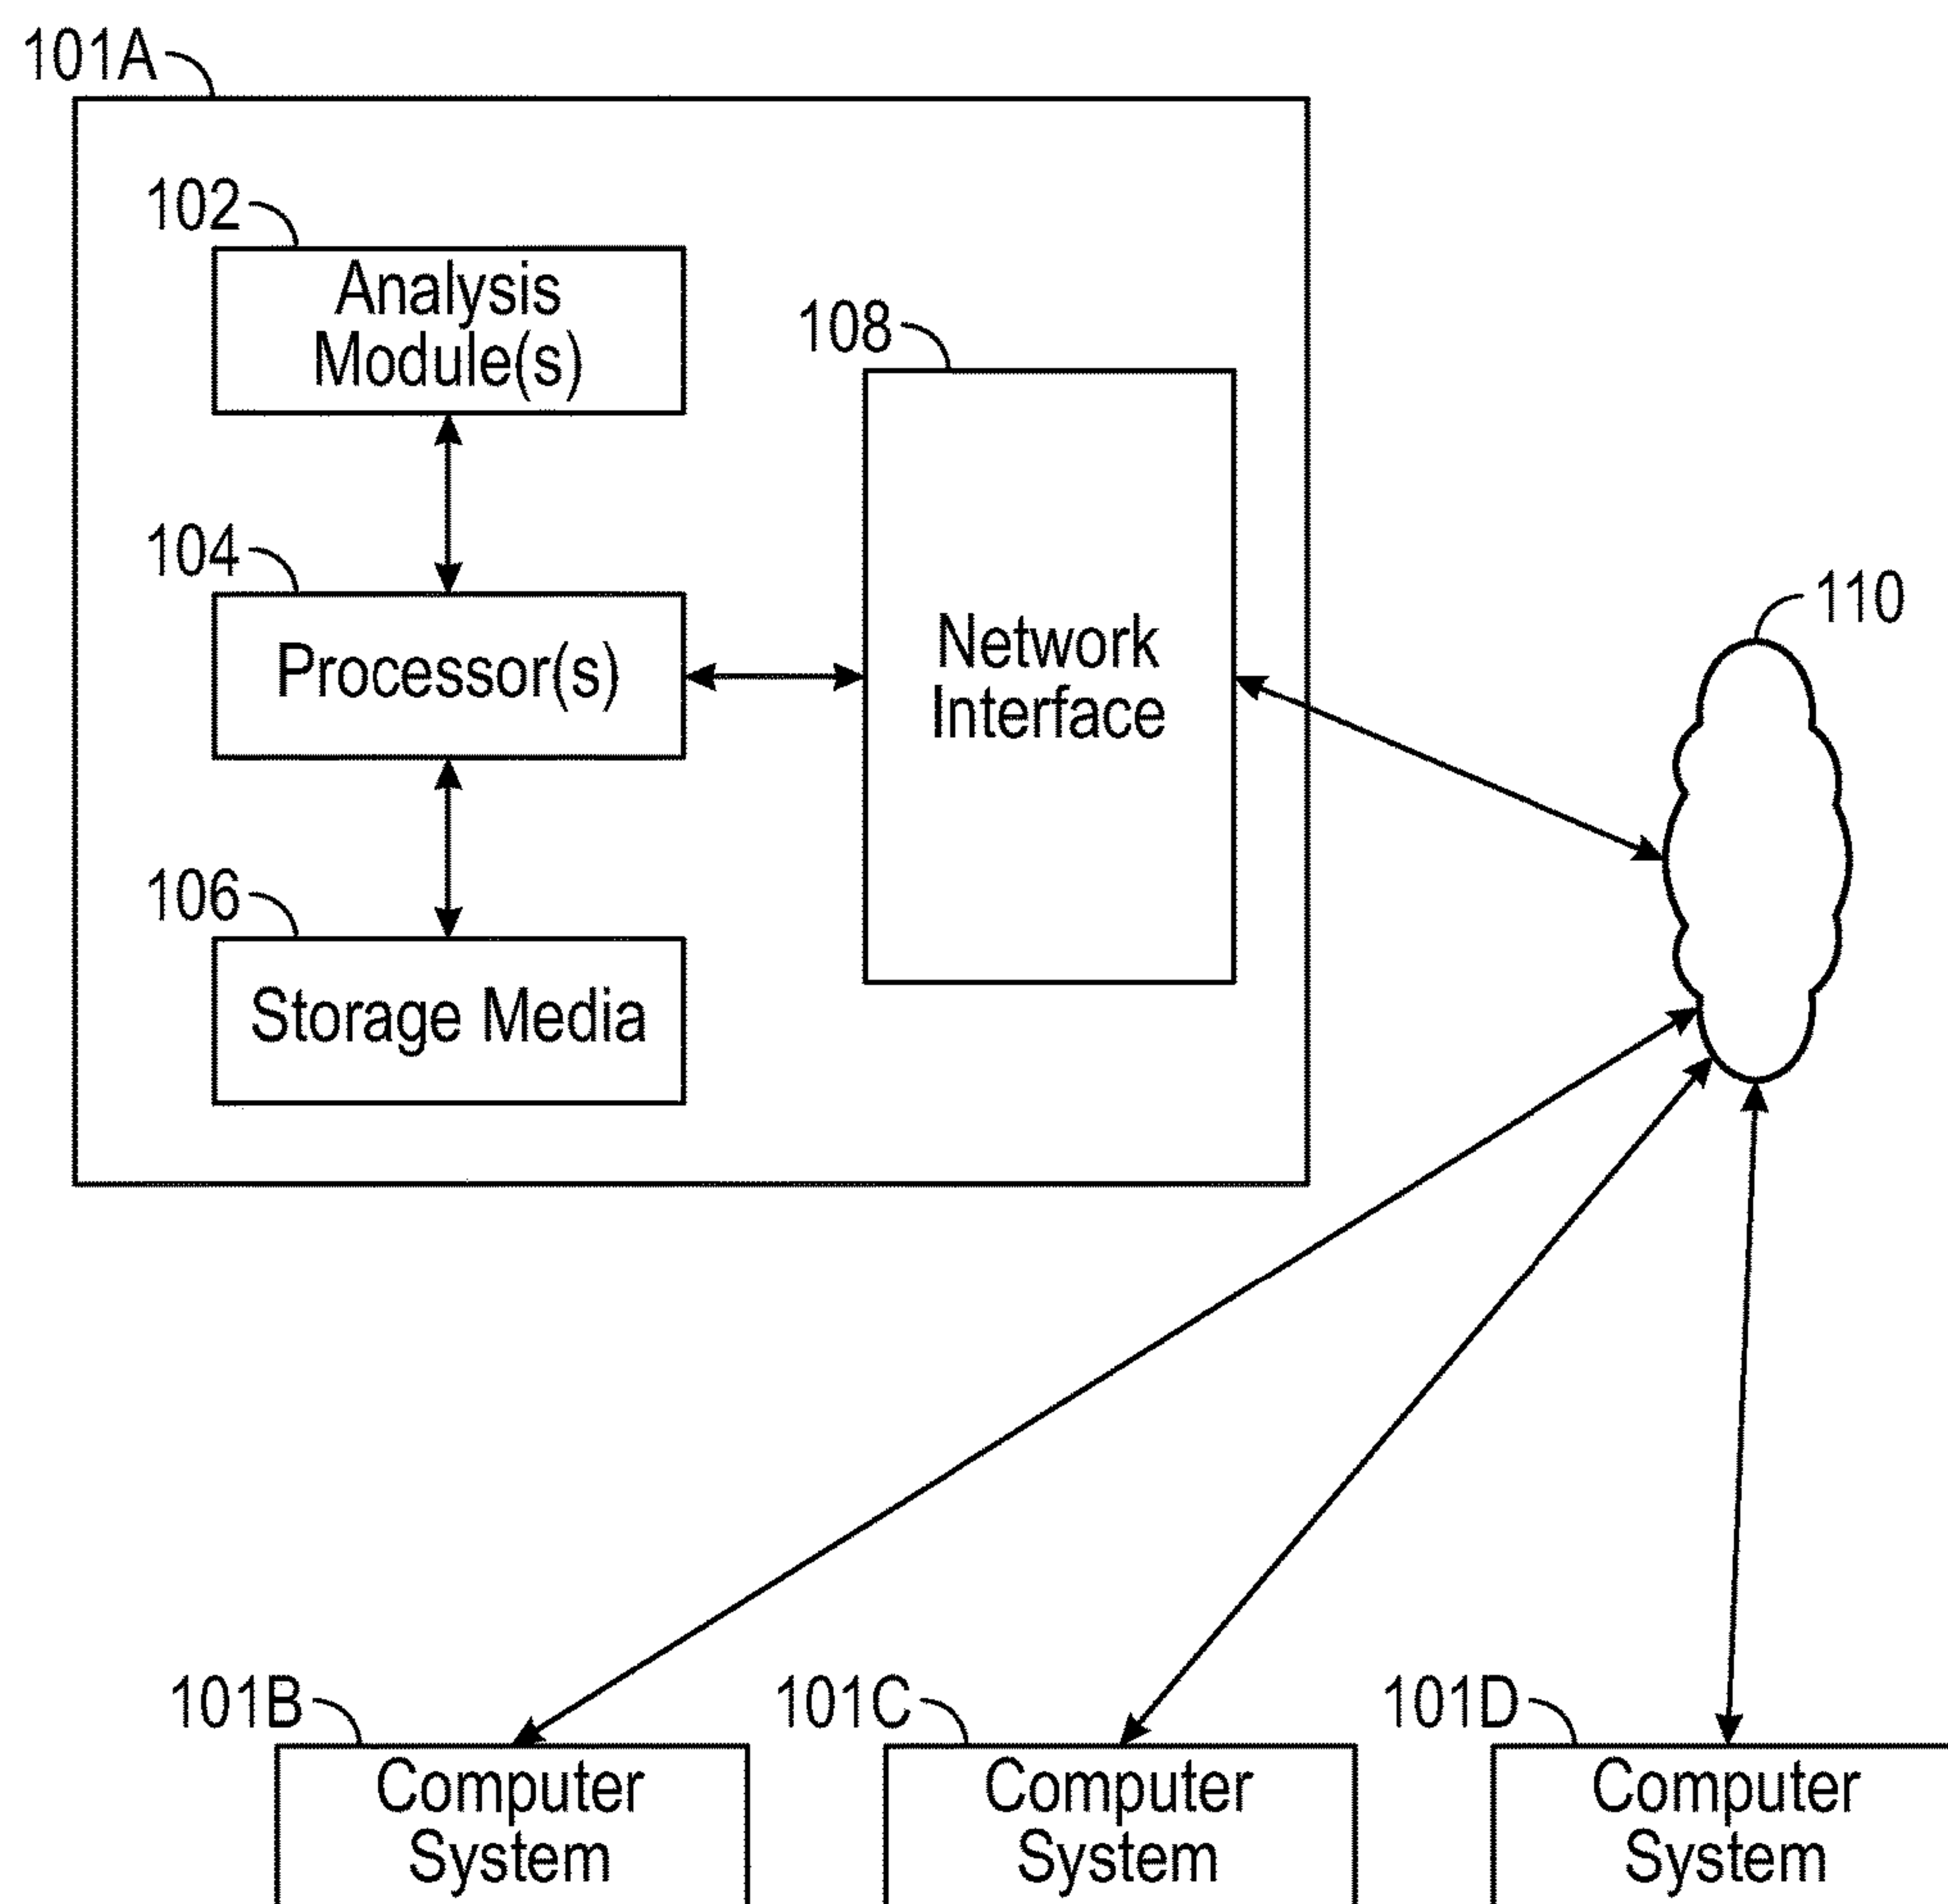 101A
102
Analysis
Module(s)
108
104
Processor(s)
Network
Interface
110
106
Storage Media
101B
Computer
System
101C
Computer
System
101D
Computer
System